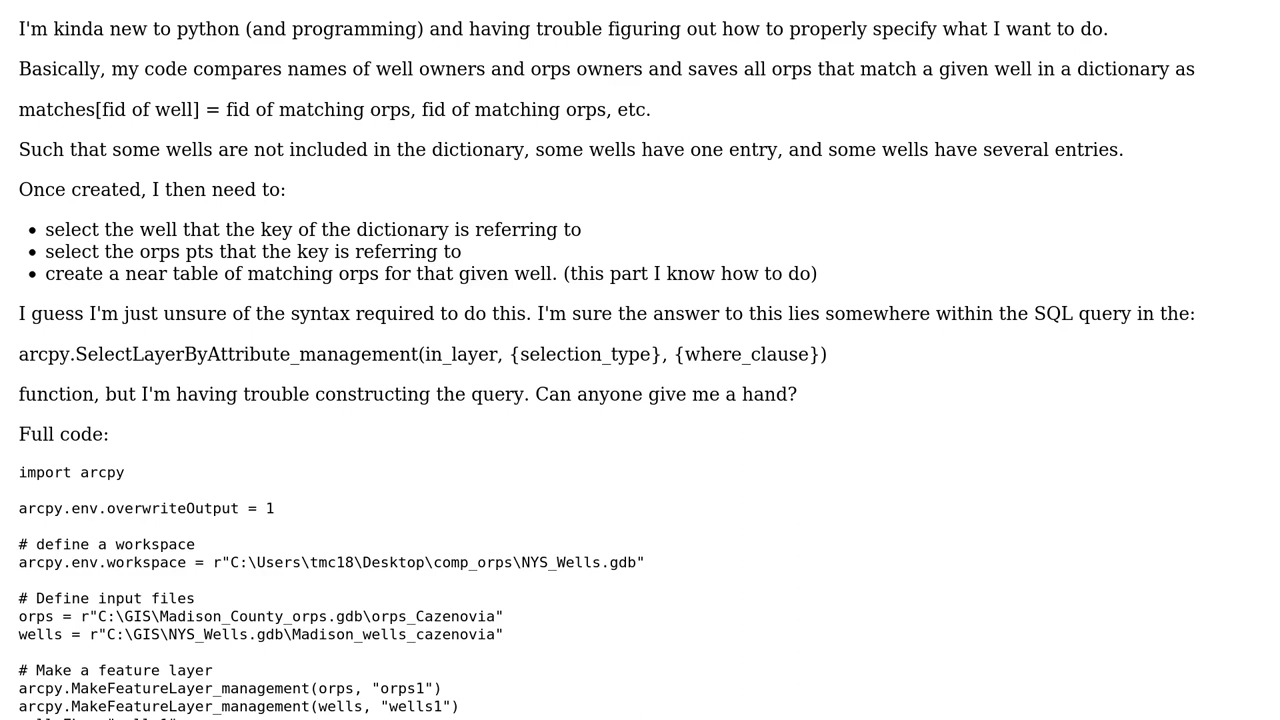 I'm kinda new to python (and programming) and having trouble figuring out how to properly specify what I want to do.
Basically, my code compares names of well owners and orps owners and saves all orps that match a given well in a dictionary as
matches[fid of well] = fid of matching orps, fid of matching orps, etc.
Such that some wells are not included in the dictionary, some wells have one entry, and some wells have several entries.
Once created, I then need to:
• select the well that the key of the dictionary is referring to
• select the orps pts that the key is referring to
• create a near table of matching orps for that given well. (this part I know how to do)
I guess I'm just unsure of the syntax required to do this. I'm sure the answer to this lies somewhere within the SQL query in the:
arcpy.SelectLayerByAttribute_management(in_layer, {selection_type}, {where_clause})
function, but I'm having trouble constructing the query. Can anyone give me a hand?
Full code:
import arcpy
arcpy.env.overwriteOutput = 1
# define a workspace
arcpy.env.workspace = r"C:\Users\tmc18\Desktop\comp_orps\NYS_Wells.gdb"
# Define input files
orps = r"C:\GIS\Madison_County_orps.gdb\orps_Cazenovia"
wells = r"C:\GIS\NYS_Wells.gdb\Madison_wells_cazenovia"
# Make a feature layer
arcpy.MakeFeatureLayer_management(orps, "orps1")
arcpy.MakeFeatureLayer_management(wells, "wells1")